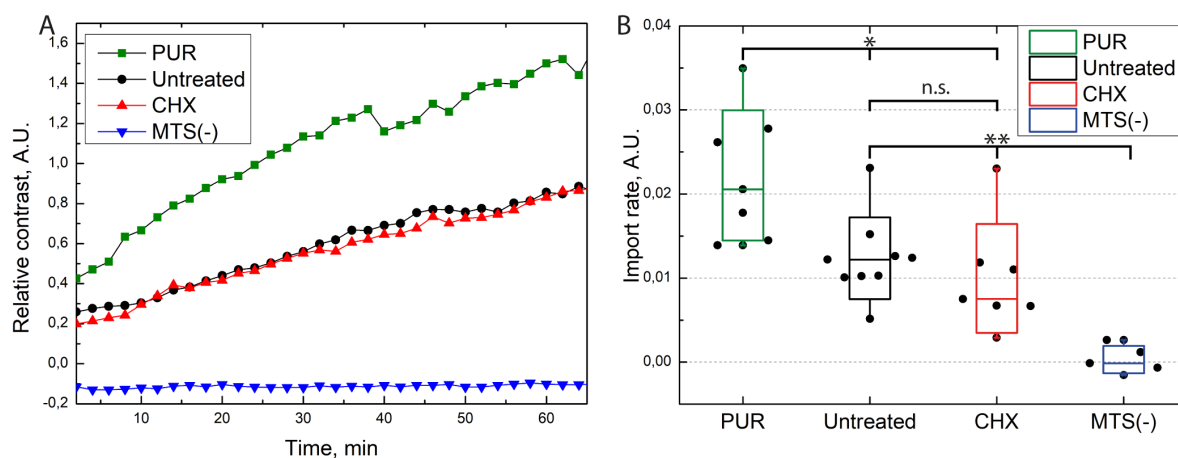 A
Relative contrast, A.U.
1,6
1,4
1,2
1,0
0,8
0,6
0,4
0,2
0,0
-0,2
PUR
Untreated
CHX
MTS(-)
10
20
30
40
50
60
Time, min
B
Import rate, A.U.
0,04
0,03
0,02
0,01
0,00
*
n.s.
**
PUR
Untreated
CHX
MTS(-)
PUR
Untreated
CHX
MTS(-)